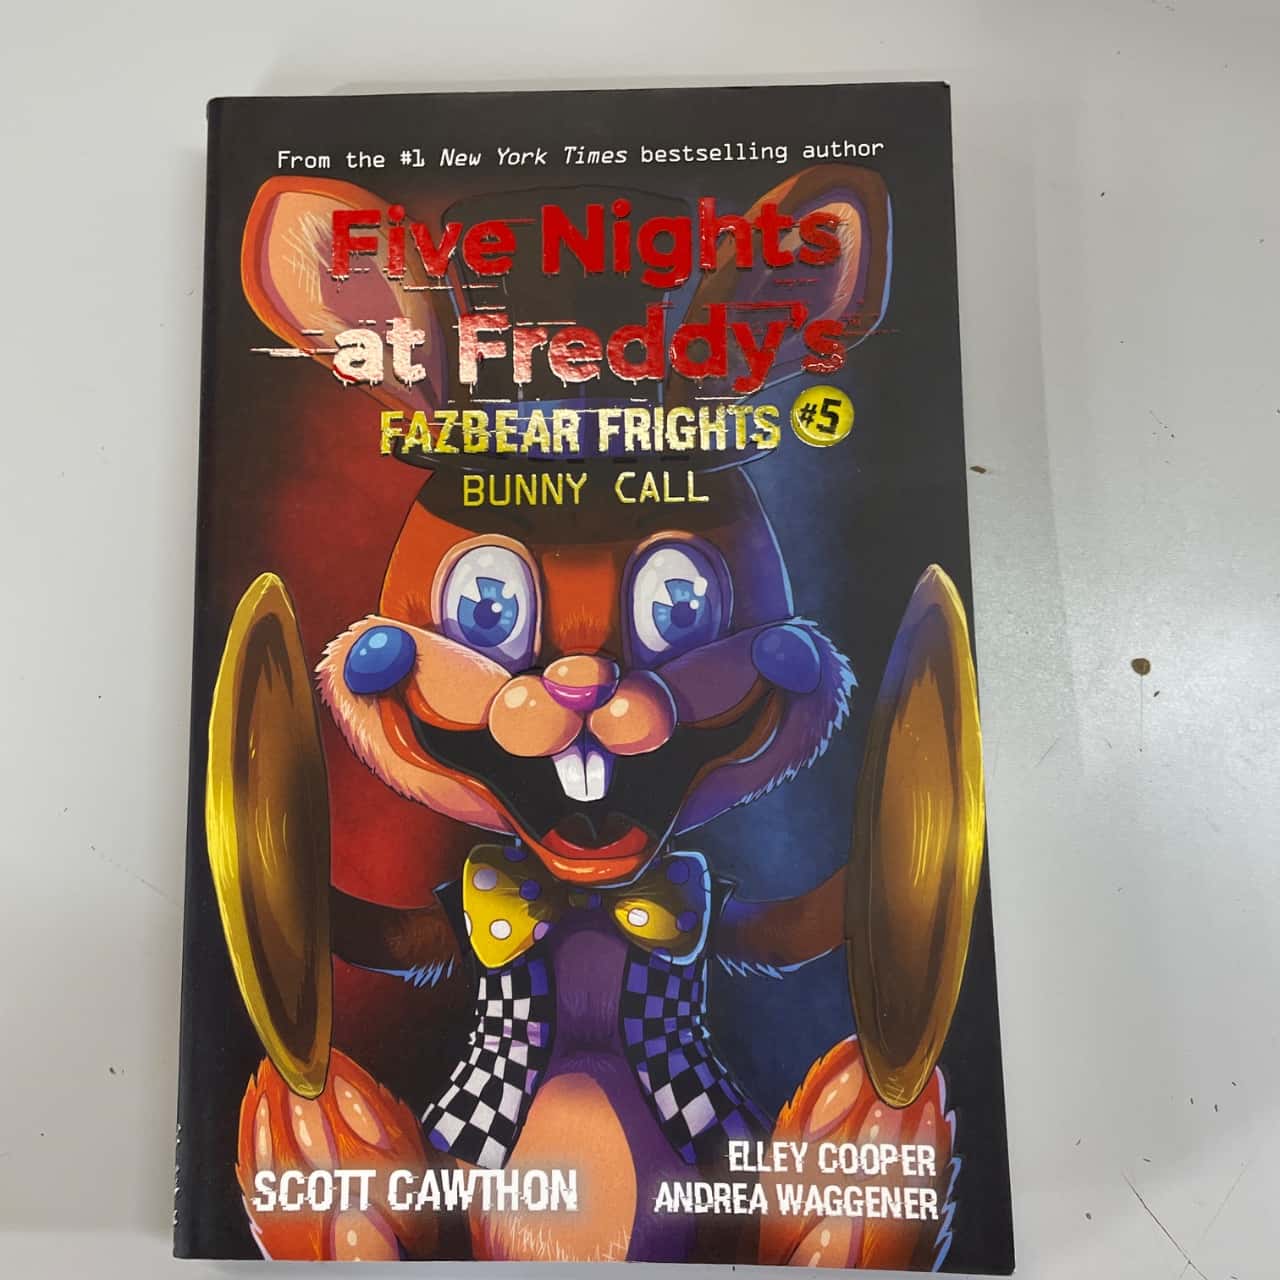 From the #1 New York Times bestselling author
Five Nights
at Freddy's
FAZBEAR FRIGHTS #5
BUNNY CALL
SCOTT CAWTHON
ELLEY COOPER
ANDREA WAGGENER